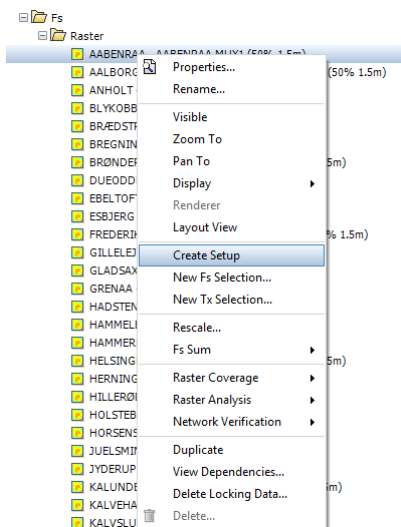 Fs
Raster
AABENRAA - AABENRAA MUX1 (50% 1.5m)
AALBORG (50% 1.5m)
ANHOLT
BLYKOBB
BRÆDSTR
BREGNIN
BRØNDER 5m)
DUEODD
EBELTOFT
ESBJERG
FREDERIK % 1.5m)
GILLELEJ
GLADSAX
GRENAA
HADSTEN
HAMMEL
HAMMER
HELSING 5m)
HERNING
HILLERØ
HOLSTEB
HORSENS
JUELSMIN
JYDERUP
KALUNDB m)
KALVEHA
KALVSLU
Properties...
Rename...
Visible
Zoom To
Pan To
Display
Renderer
Layout View
Create Setup
New Fs Selection...
New Tx Selection...
Rescale...
Fs Sum
Raster Coverage
Raster Analysis
Network Verification
Duplicate
View Dependencies...
Delete Locking Data...
Delete...